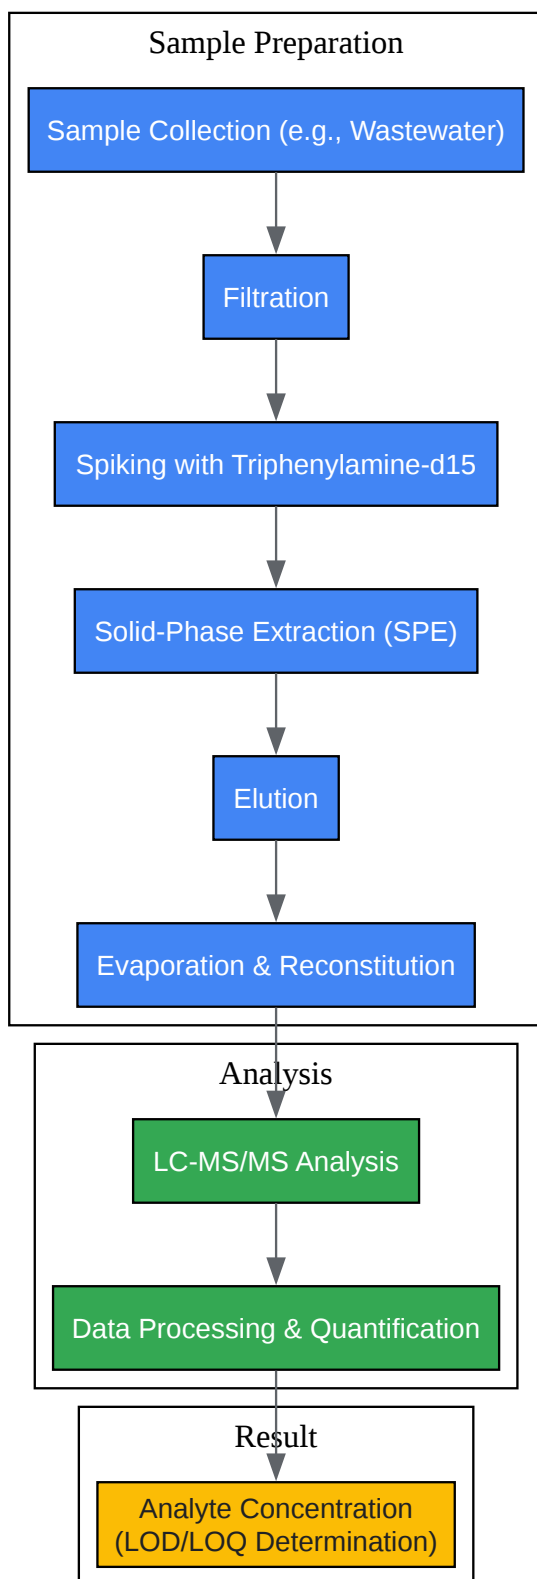 Sample Preparation
Sample Collection (e.g., Wastewater)
Filtration
Spiking with Triphenylamine-d15
Solid-Phase Extraction (SPE)
Elution
Evaporation & Reconstitution
Analysis
LC-MS/MS Analysis
Data Processing & Quantification
Result
Analyte Concentration
(LOD/LOQ Determination)